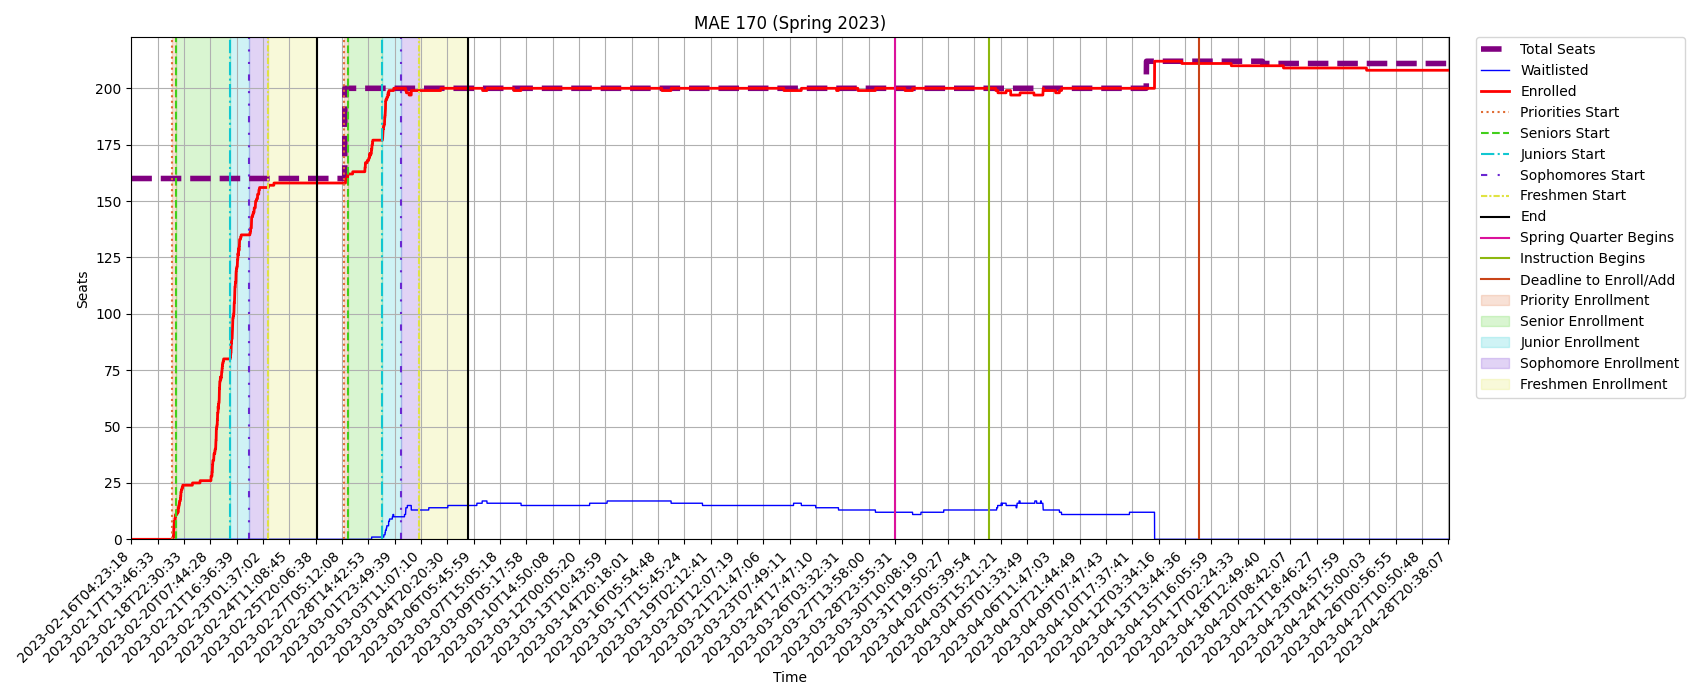 MAE 170 (Spring 2023)
Seats
200
175
150
125
100
75
50
25
0
2023-02-16T04:23:18
2023-02-17T13:46:33
2023-02-18T22:30:33
2023-02-20T07:44:28
2023-02-21T16:36:39
2023-02-23T01:37:02
2023-02-24T11:08:45
2023-02-25T20:06:38
2023-02-27T05:12:08
2023-02-28T14:42:53
2023-03-01T23:49:39
2023-03-03T11:07:10
2023-03-04T20:20:30
2023-03-06T05:45:59
2023-03-07T15:05:18
2023-03-09T05:17:58
2023-03-10T14:50:08
2023-03-12T00:05:20
2023-03-13T10:43:59
2023-03-14T20:18:01
2023-03-16T05:54:48
2023-03-17T15:45:24
2023-03-19T02:12:41
2023-03-20T12:07:19
2023-03-21T21:47:06
2023-03-23T07:49:11
2023-03-24T17:47:10
2023-03-26T03:32:31
2023-03-27T13:58:00
2023-03-28T23:55:31
2023-03-30T10:08:19
2023-03-31T19:50:27
2023-04-02T05:39:54
2023-04-03T15:21:21
2023-04-05T01:33:49
2023-04-06T11:47:03
2023-04-07T21:44:49
2023-04-09T07:47:43
2023-04-10T17:37:41
2023-04-12T03:34:16
2023-04-13T13:44:36
2023-04-15T16:05:59
2023-04-17T02:24:33
2023-04-18T12:49:40
2023-04-20T08:42:07
2023-04-21T18:46:27
2023-04-23T04:57:59
2023-04-24T15:00:03
2023-04-26T00:56:55
2023-04-27T10:50:48
2023-04-28T20:38:07
Time
Total Seats
Waitlisted
Enrolled
Priorities Start
Seniors Start
Juniors Start
Sophomores Start
Freshmen Start
End
Spring Quarter Begins
Instruction Begins
Deadline to Enroll/Add
Priority Enrollment
Senior Enrollment
Junior Enrollment
Sophomore Enrollment
Freshmen Enrollment